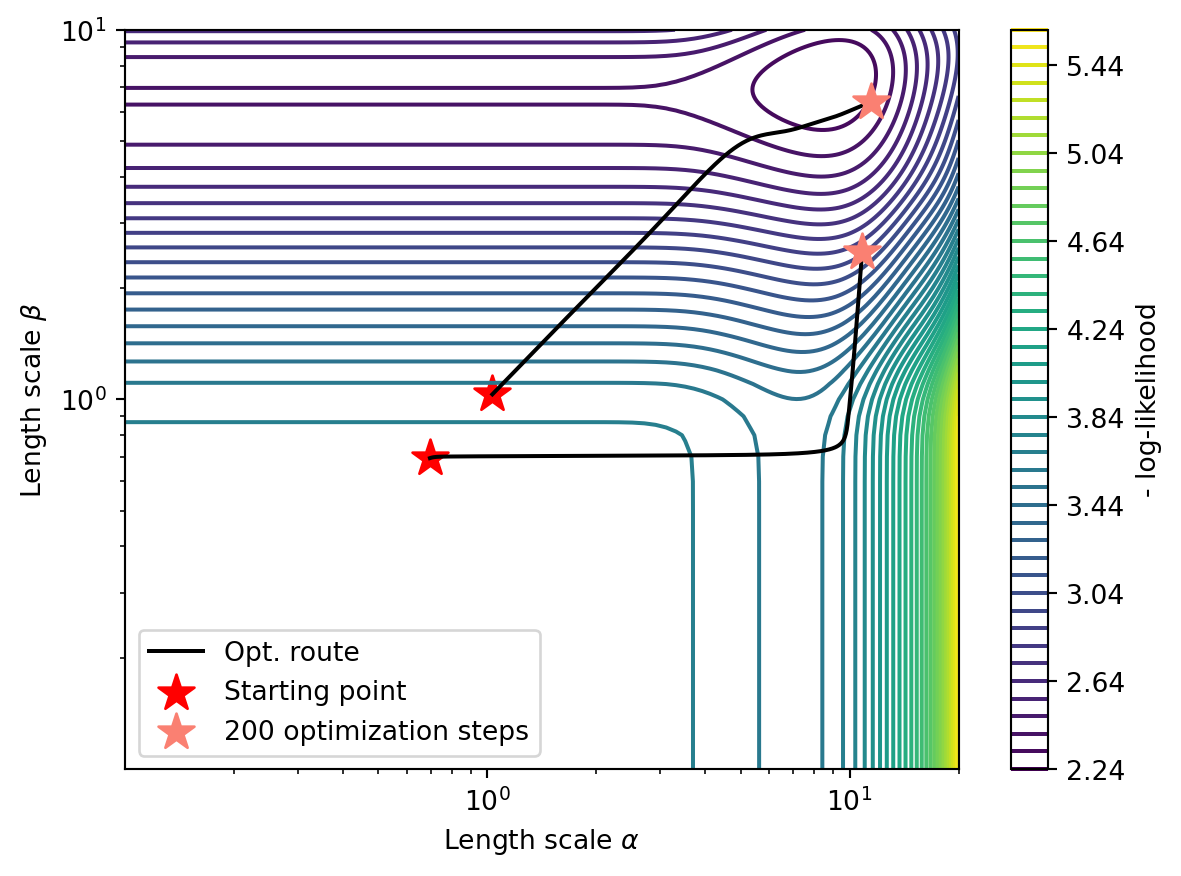 10¹
10⁰
Length scale β
10⁰
10¹
Length scale α
Opt. route
Starting point
200 optimization steps
5.44
5.04
4.64
4.24
3.84
3.44
3.04
2.64
2.24
- log-likelihood